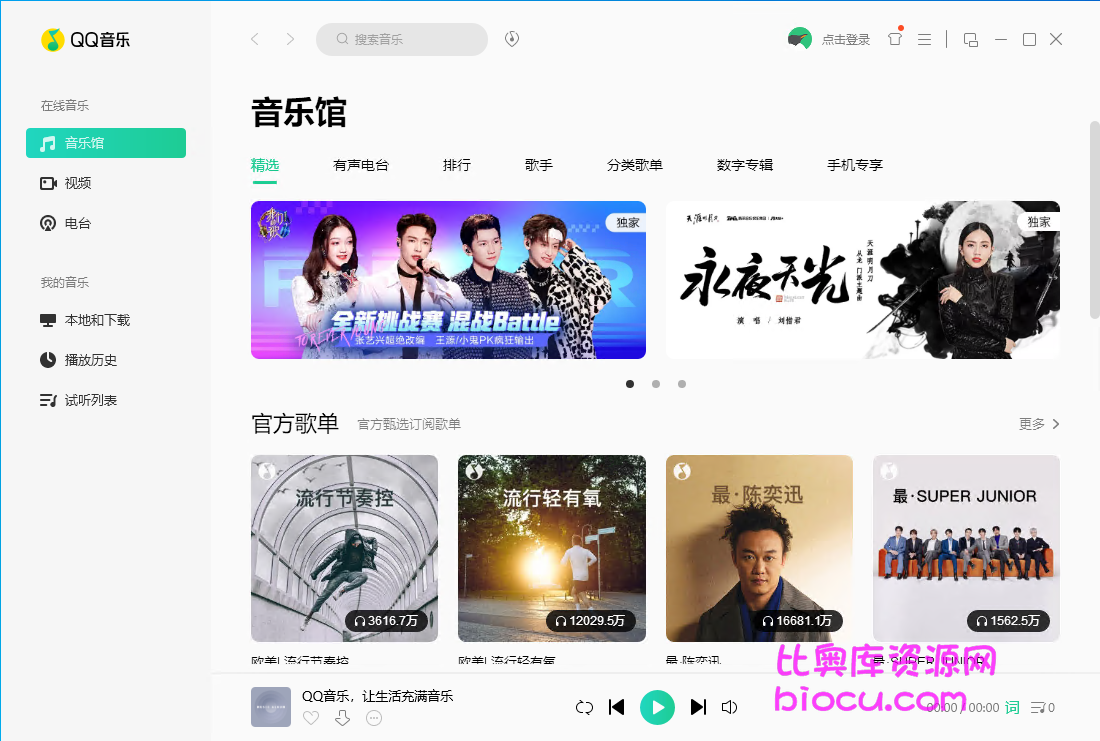 QQ音乐
搜索音乐
点击登录
在线音乐
音乐馆
视频
电台
我的音乐
本地和下载
播放历史
试听列表
音乐馆
精选 有声电台 排行 歌手 分类歌单 数字专辑 手机专享
独家
全新挑战赛 混战Battle
张艺兴超绝改编 王源/小鬼PK疯狂输出
独家
天涯明月刀
永夜天光
演 唱 / 刘惜君
官方歌单 官方甄选订阅歌单
更多
流行节奏控
3616.7万
流行轻有氧
12029.5万
最·陈奕迅
16681.1万
最·SUPER JUNIOR
1562.5万
欧美| 流行节奏控
欧美| 流行轻有氧
最·陈奕迅
最·SUPER JUNIOR
比奥库资源网
biocu.com
QQ音乐，让生活充满音乐
00:00 / 00:00 词 0